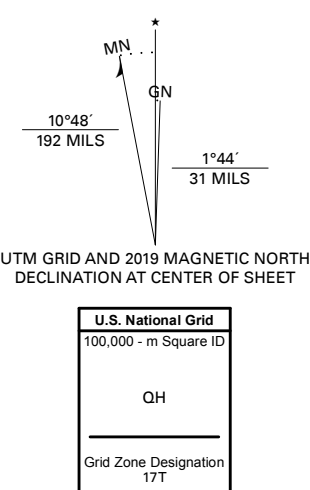 ★
MN
GN
10°48´
192 MILS
1°44´
31 MILS
UTM GRID AND 2019 MAGNETIC NORTH
DECLINATION AT CENTER OF SHEET
U.S. National Grid
100,000 - m Square ID
QH
Grid Zone Designation
17T